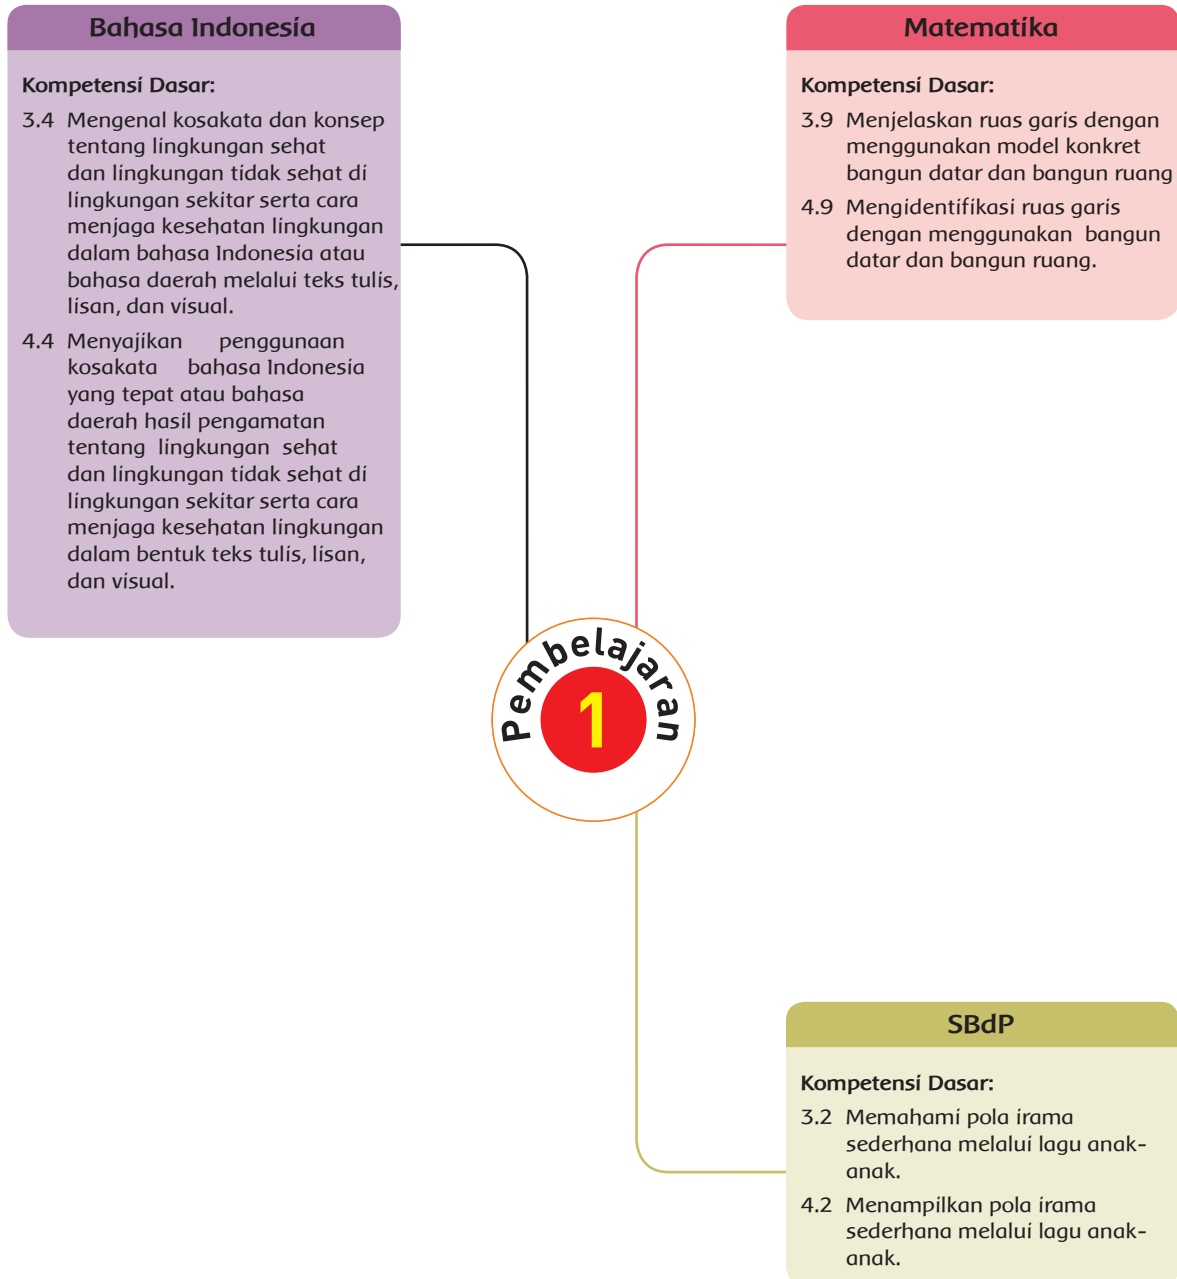 Bahasa Indonesia
Kompetensi Dasar:
3.4 Mengenal kosakata dan konsep
tentang lingkungan sehat
dan lingkungan tidak sehat di
lingkungan sekitar serta cara
menjaga kesehatan lingkungan
dalam bahasa Indonesia atau
bahasa daerah melalui teks tulis,
lisan, dan visual.
4.4 Menyajikan penggunaan
kosakata bahasa Indonesia
yang tepat atau bahasa
daerah hasil pengamatan
tentang lingkungan sehat
dan lingkungan tidak sehat di
lingkungan sekitar serta cara
menjaga kesehatan lingkungan
dalam bentuk teks tulis, lisan,
dan visual.
Matematika
Kompetensi Dasar:
3.9 Menjelaskan ruas garis dengan
menggunakan model konkret
bangun datar dan bangun ruang
4.9 Mengidentifikasi ruas garis
dengan menggunakan bangun
datar dan bangun ruang.
Pembelajaran
1
SBdP
Kompetensi Dasar:
3.2 Memahami pola irama
sederhana melalui lagu anak-
anak.
4.2 Menampilkan pola irama
sederhana melalui lagu anak-
anak.